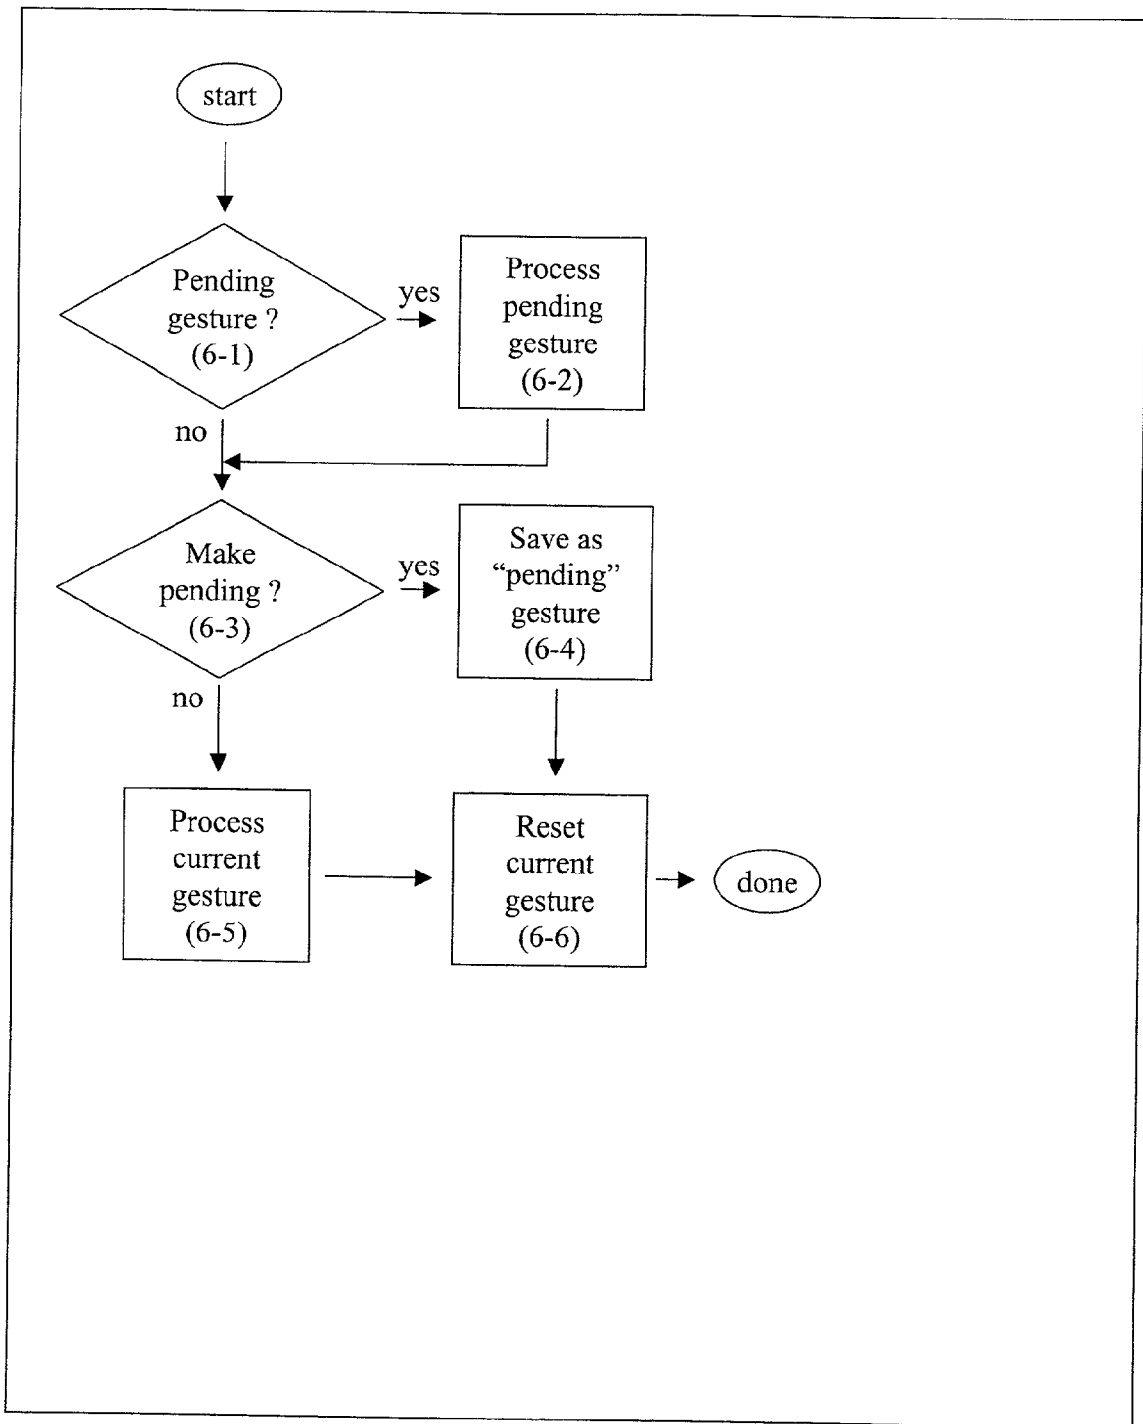 start
Pending
gesture ?
(6-1)
yes
Process
pending
gesture
(6-2)
no
Make
pending ?
(6-3)
yes
Save as
“pending”
gesture
(6-4)
no
Process
current
gesture
(6-5)
Reset
current
gesture
(6-6)
done